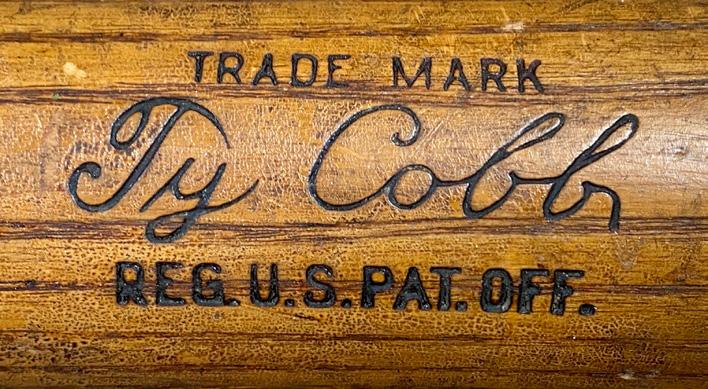 TRADE MARK
Ty Cobb
REG. U.S. PAT. OFF.